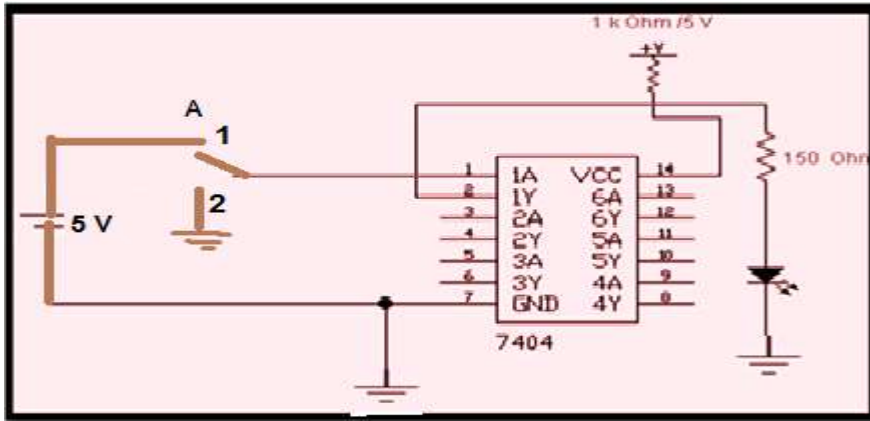 1 k Ohm /5 V
+V
A
1
2
5 V
150 Ohm
1 1A VCC 14
2 1Y 6A 13
3 2A 6Y 12
4 2Y 5A 11
5 3A 5Y 10
6 3Y 4A 9
7 GND 4Y 8
7404